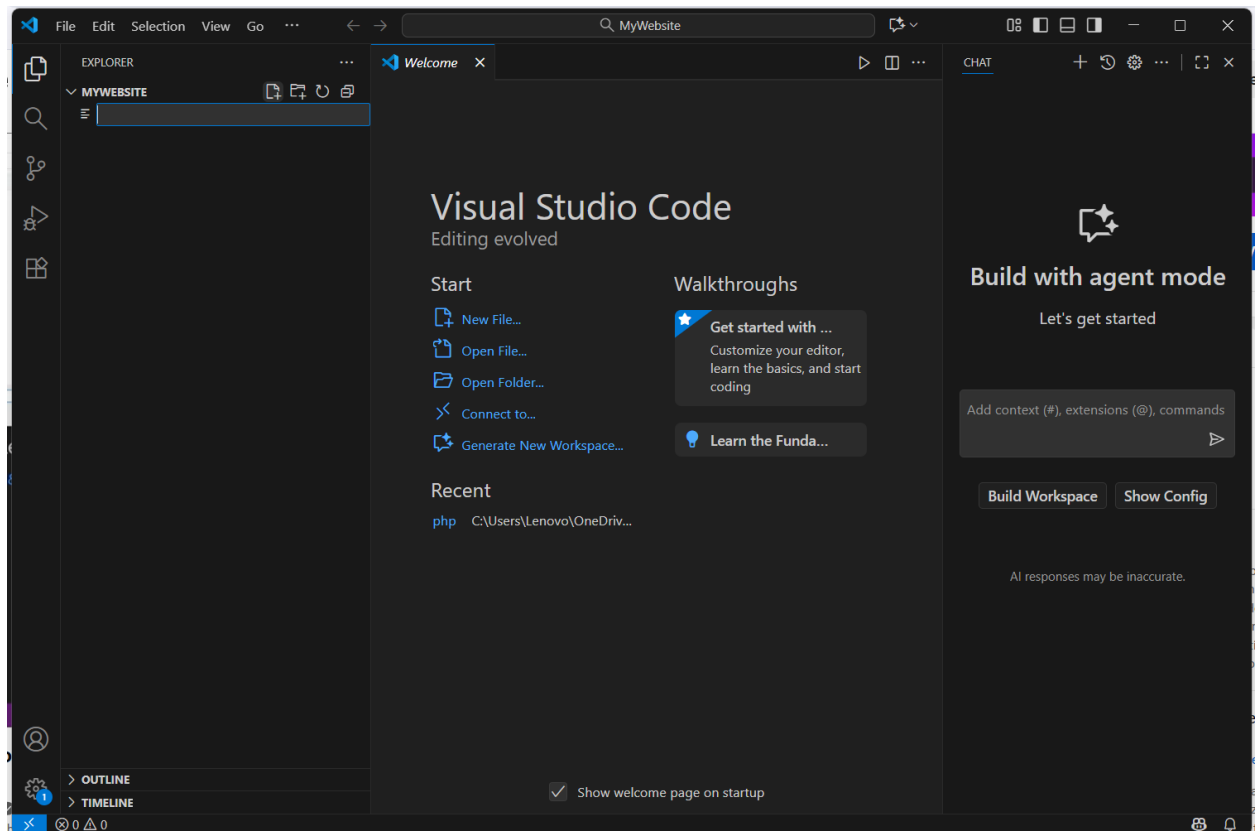 File Edit Selection View Go ···
MyWebsite
EXPLORER
MYWEBSITE
OUTLINE
TIMELINE
Welcome
Visual Studio Code
Editing evolved
Start
New File...
Open File...
Open Folder...
Connect to...
Generate New Workspace...
Recent
php C:\Users\Lenovo\OneDriv...
Walkthroughs
Get started with ...
Customize your editor,
learn the basics, and start
coding
Learn the Funda...
Show welcome page on startup
CHAT
Build with agent mode
Let's get started
Add context (#), extensions (@), commands
Build Workspace Show Config
AI responses may be inaccurate.
1
0 0